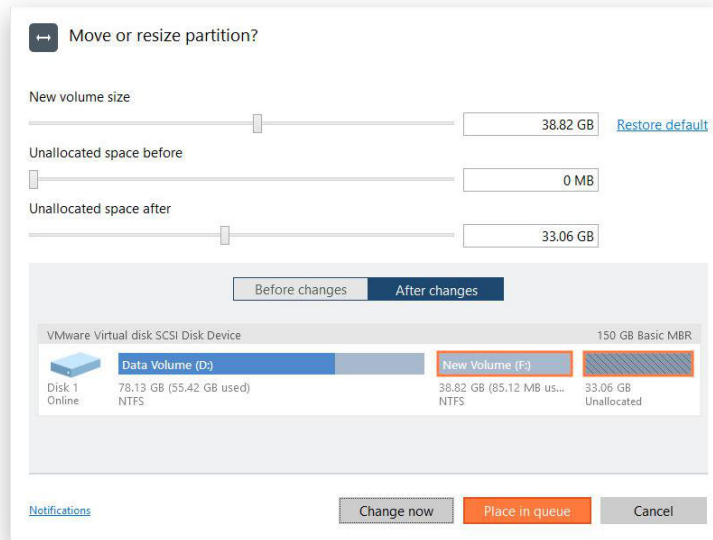 Move or resize partition?
New volume size
38.82 GB Restore default
Unallocated space before
0 MB
Unallocated space after
33.06 GB
Before changes After changes
VMware Virtual disk SCSI Disk Device 150 GB Basic MBR
Data Volume (D:) New Volume (F:)
Disk 1 78.13 GB (55.42 GB used) 38.82 GB (85.12 MB us... 33.06 GB
Online NTFS NTFS Unallocated
Notifications Change now Place in queue Cancel